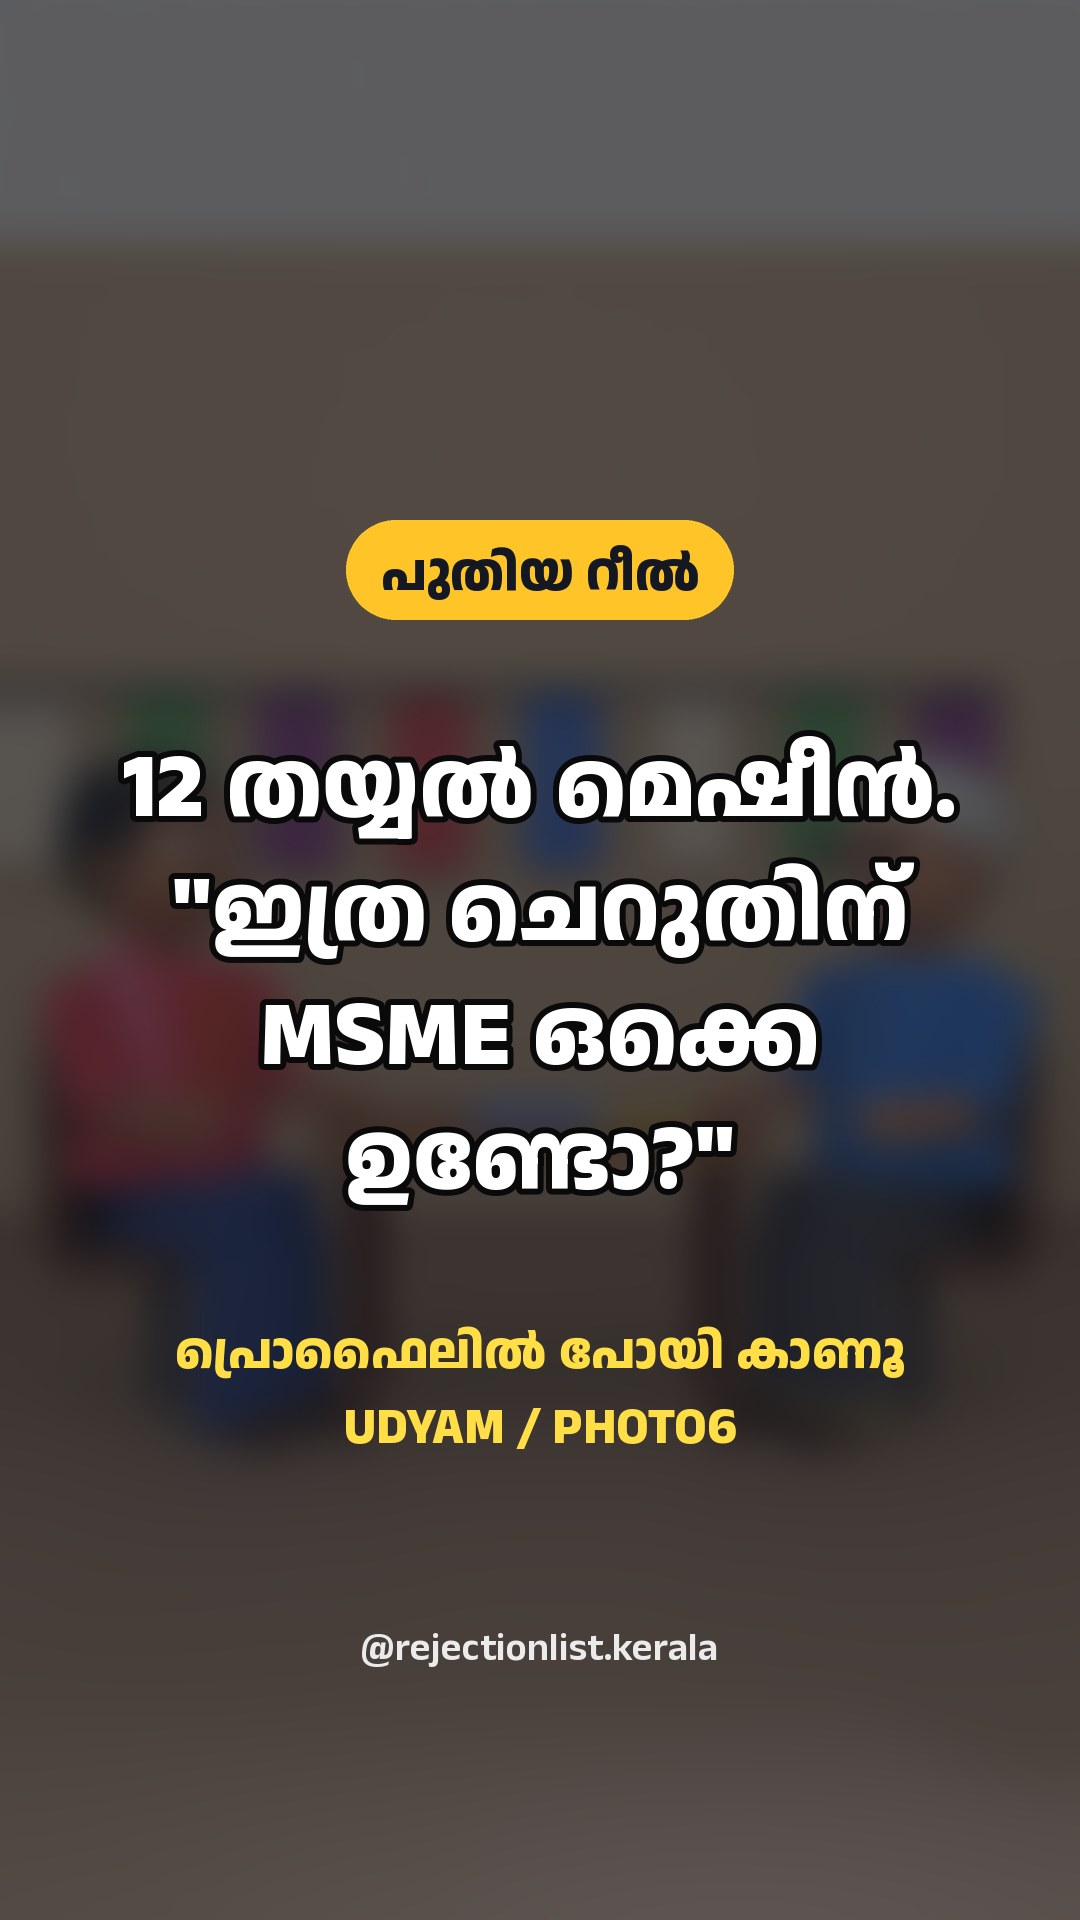 പുതിയ റീൽ
12 തയ്യൽ മെഷീൻ.
"ഇത്ര ചെറുതിന്
MSME ഒക്കെ
ഉണ്ടോ?"
പ്രൊഫൈലിൽ പോയി കാണൂ
UDYAM / PHOTO6
@rejectionlist.kerala